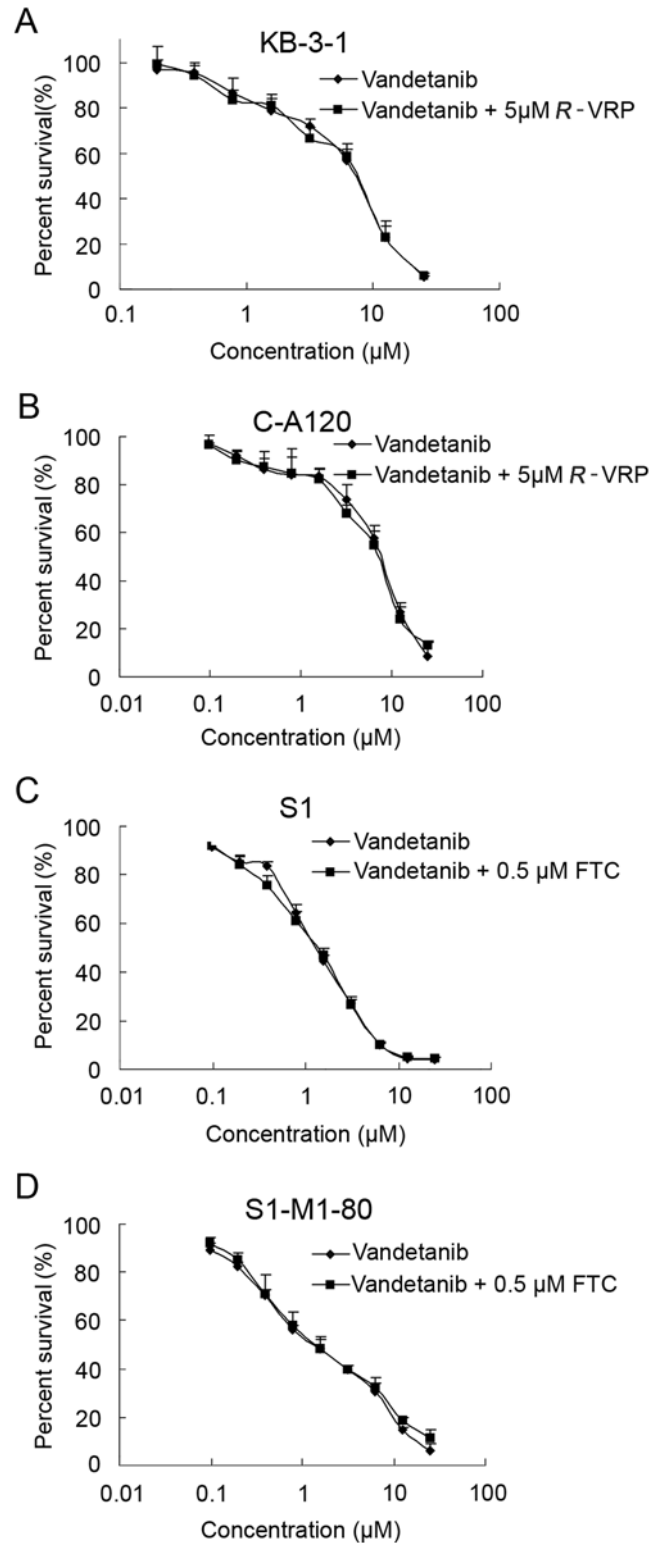 A
KB-3-1
Vandetanib
Vandetanib + 5µM R-VRP
Percent survival(%)
100
80
60
40
20
0
0.1
1
10
100
Concentration (µM)
B
C-A120
Vandetanib
Vandetanib + 5µM R-VRP
Percent survival (%)
100
80
60
40
20
0
0.01
0.1
1
10
100
Concentration (µM)
C
S1
Vandetanib
Vandetanib + 0.5 µM FTC
Percent survival (%)
100
80
60
40
20
0
0.01
0.1
1
10
100
Concentration (µM)
D
S1-M1-80
Vandetanib
Vandetanib + 0.5 µM FTC
Percent survival (%)
100
80
60
40
20
0
0.01
0.1
1
10
100
Concentration (µM)